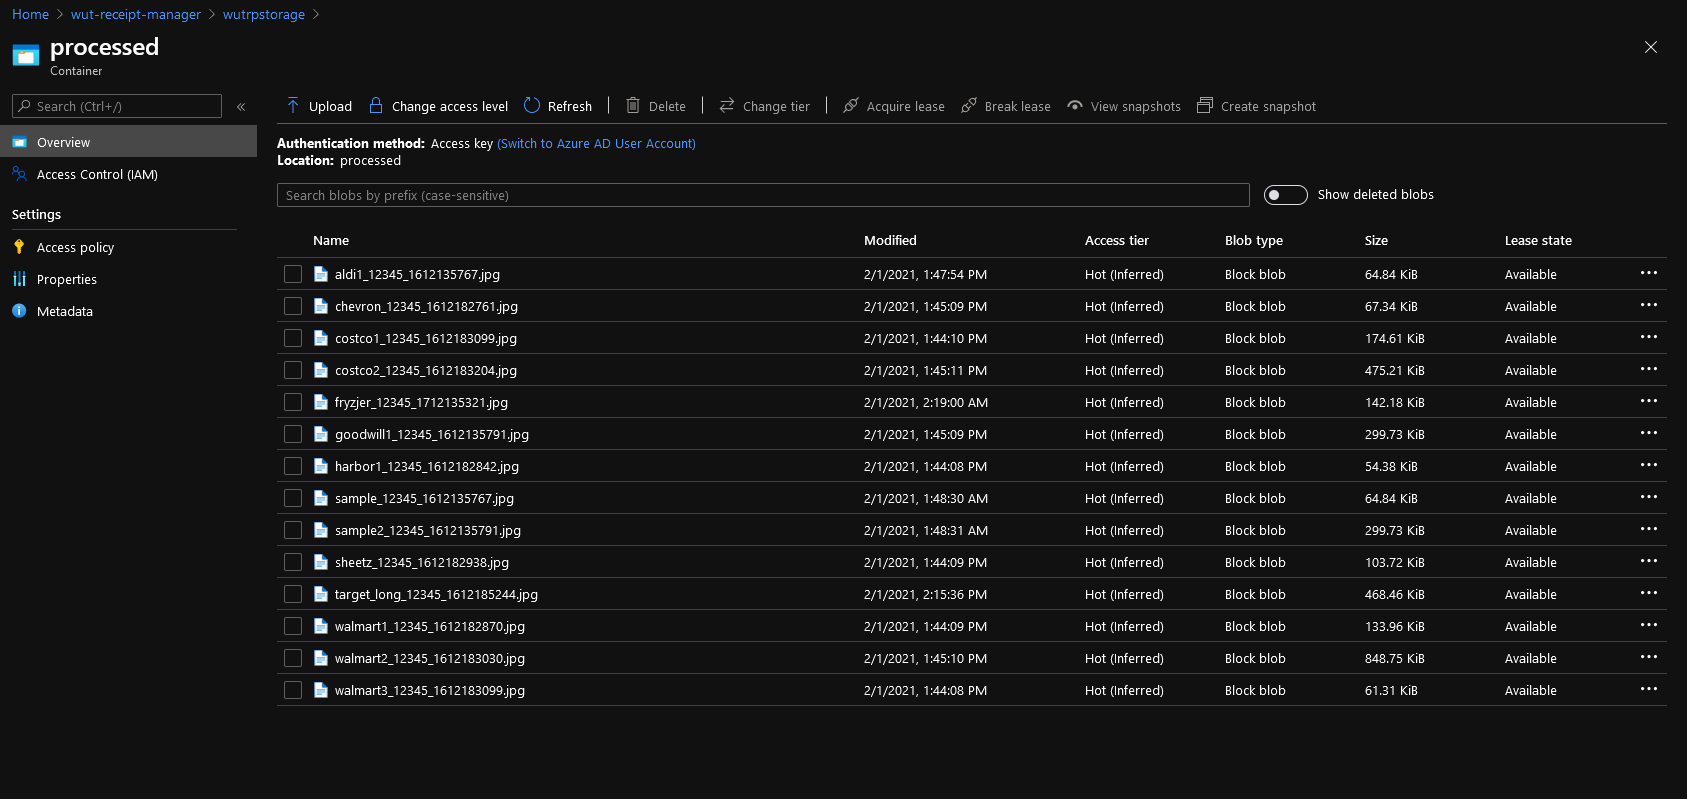 Home > wut-receipt-manager > wutrpstorage >
processed
Container
Search (Ctrl+/) «
Upload Change access level Refresh | Delete | Change tier | Acquire lease Break lease View snapshots Create snapshot
Overview
Access Control (IAM)
Settings
Access policy
Properties
Metadata
Authentication method: Access key (Switch to Azure AD User Account)
Location: processed
Search blobs by prefix (case-sensitive) Show deleted blobs
Name Modified Access tier Blob type Size Lease state
aldi1_12345_1612135767.jpg 2/1/2021, 1:47:54 PM Hot (Inferred) Block blob 64.84 KiB Available ...
chevron_12345_1612182761.jpg 2/1/2021, 1:45:09 PM Hot (Inferred) Block blob 67.34 KiB Available ...
costco1_12345_1612183099.jpg 2/1/2021, 1:44:10 PM Hot (Inferred) Block blob 174.61 KiB Available ...
costco2_12345_1612183204.jpg 2/1/2021, 1:45:11 PM Hot (Inferred) Block blob 475.21 KiB Available ...
fryzjer_12345_1712135321.jpg 2/1/2021, 2:19:00 AM Hot (Inferred) Block blob 142.18 KiB Available ...
goodwill1_12345_1612135791.jpg 2/1/2021, 1:45:09 PM Hot (Inferred) Block blob 299.73 KiB Available ...
harbor1_12345_1612182842.jpg 2/1/2021, 1:44:08 PM Hot (Inferred) Block blob 54.38 KiB Available ...
sample_12345_1612135767.jpg 2/1/2021, 1:48:30 AM Hot (Inferred) Block blob 64.84 KiB Available ...
sample2_12345_1612135791.jpg 2/1/2021, 1:48:31 AM Hot (Inferred) Block blob 299.73 KiB Available ...
sheetz_12345_1612182938.jpg 2/1/2021, 1:44:09 PM Hot (Inferred) Block blob 103.72 KiB Available ...
target_long_12345_1612185244.jpg 2/1/2021, 2:15:36 PM Hot (Inferred) Block blob 468.46 KiB Available ...
walmart1_12345_1612182870.jpg 2/1/2021, 1:44:09 PM Hot (Inferred) Block blob 133.96 KiB Available ...
walmart2_12345_1612183030.jpg 2/1/2021, 1:45:10 PM Hot (Inferred) Block blob 848.75 KiB Available ...
walmart3_12345_1612183099.jpg 2/1/2021, 1:44:08 PM Hot (Inferred) Block blob 61.31 KiB Available ...